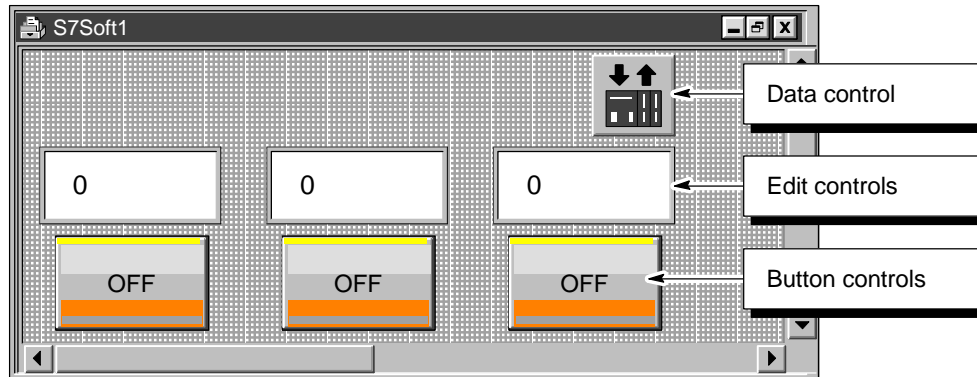 S7Soft1
Data control
0 0 0
Edit controls
OFF OFF OFF
Button controls